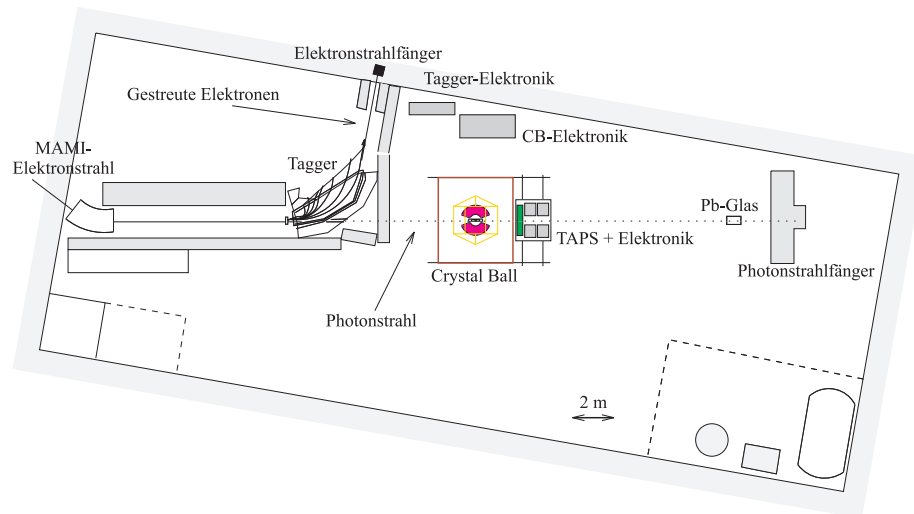 Elektronstrahlfänger
Tagger-Elektronik
Gestreute Elektronen
CB-Elektronik
MAMI-
Elektronstrahl
Tagger
Pb-Glas
TAPS + Elektronik
Crystal Ball
Photonstrahlfänger
Photonstrahl
2 m